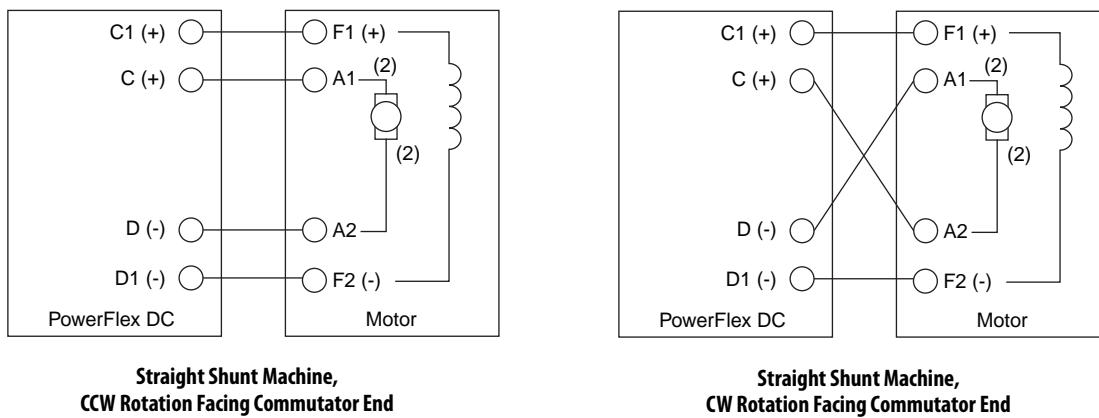 C1 (+) F1 (+)
(2)
C (+) A1
(2)
D (-) A2
D1 (-) F2 (-)
PowerFlex DC Motor
Straight Shunt Machine,
CCW Rotation Facing Commutator End
C1 (+) F1 (+)
(2)
C (+) A1
(2)
D (-) A2
D1 (-) F2 (-)
PowerFlex DC Motor
Straight Shunt Machine,
CW Rotation Facing Commutator End